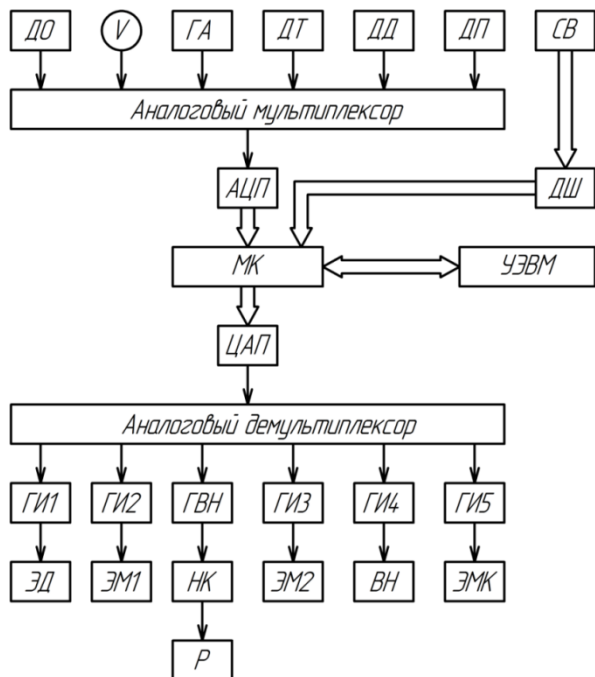 ДО V ГА ДТ ДД ДП СВ
Аналоговый мультиплексор
АЦП ДШ
МК УЭВМ
ЦАП
Аналоговый демультиплексор
ГИ1 ГИ2 ГВН ГИ3 ГИ4 ГИ5
ЭД ЭМ1 НК ЭМ2 ВН ЭМК
Р